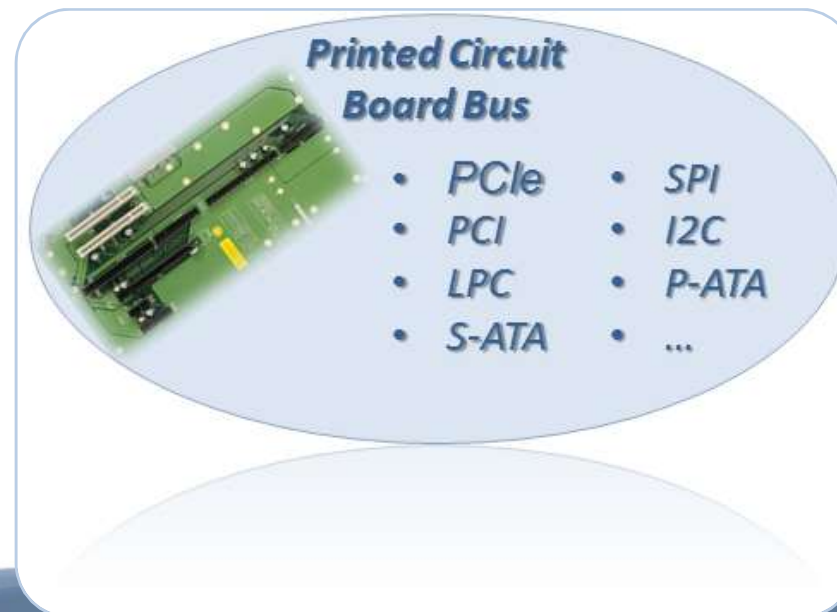 Printed Circuit
Board Bus
• PCIe
• PCI
• LPC
• S-ATA
• SPI
• I2C
• P-ATA
• ...